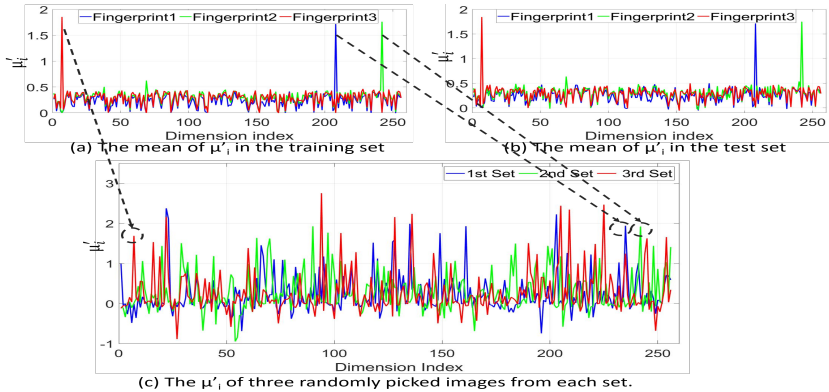 Fingerprint1 Fingerprint2 Fingerprint3
2
1.5
1
0.5
0
μ'i
0 50 100 150 200 250
Dimension index
(a) The mean of μ'i in the training set
Fingerprint1 Fingerprint2 Fingerprint3
2
1.5
1
0.5
0
μ'i
0 50 100 150 200 250
Dimension index
(b) The mean of μ'i in the test set
1st Set 2nd Set 3rd Set
3
2
1
0
-1
μ'i
0 50 100 150 200 250
Dimension Index
(c) The μ'i of three randomly picked images from each set.